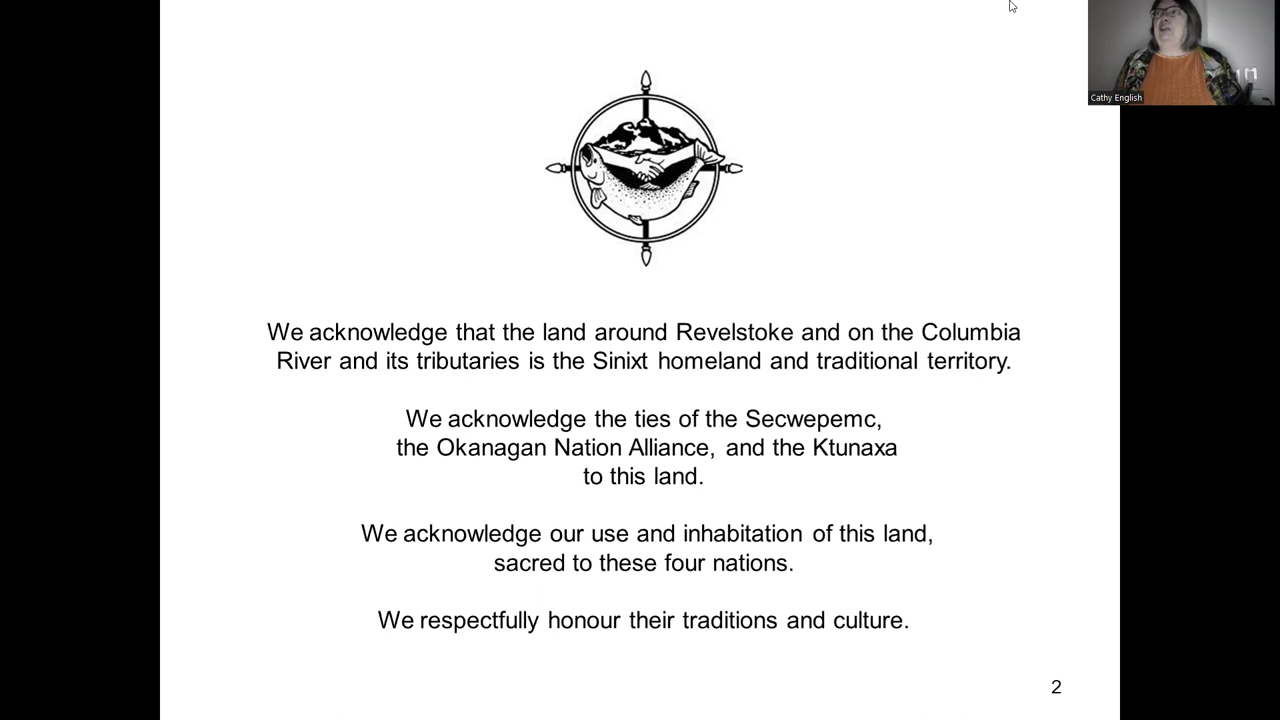 Cathy English
We acknowledge that the land around Revelstoke and on the Columbia
River and its tributaries is the Sinixt homeland and traditional territory.
We acknowledge the ties of the Secwepemc,
the Okanagan Nation Alliance, and the Ktunaxa
to this land.
We acknowledge our use and inhabitation of this land,
sacred to these four nations.
We respectfully honour their traditions and culture.
2